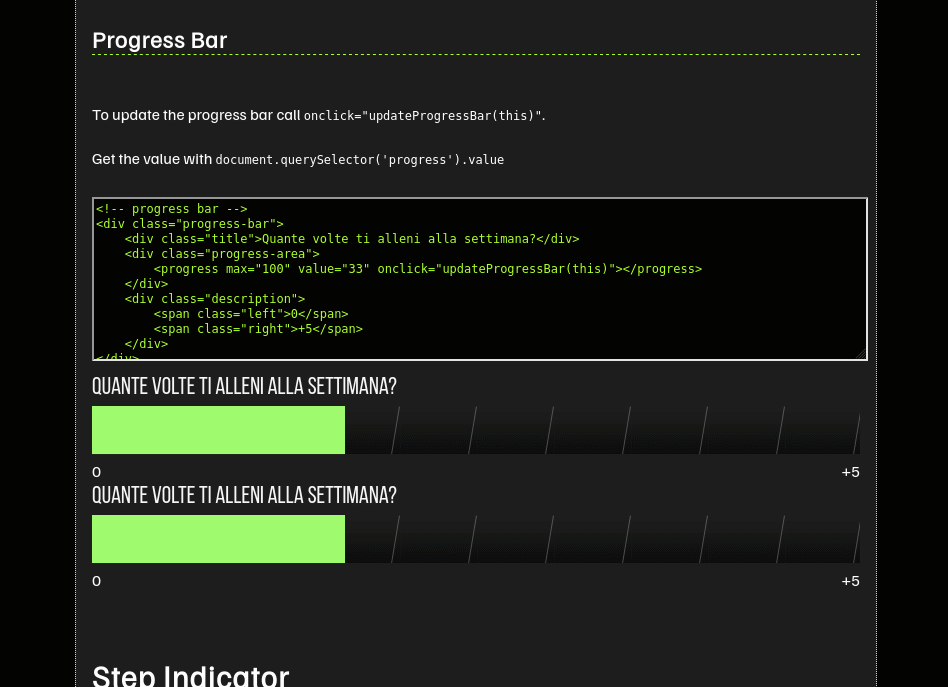 Progress Bar
To update the progress bar call onclick="updateProgressBar(this)".
Get the value with document.querySelector('progress').value
<!-- progress bar -->
<div class="progress-bar">
    <div class="title">Quante volte ti alleni alla settimana?</div>
    <div class="progress-area">
        <progress max="100" value="33" onclick="updateProgressBar(this)"></progress>
    </div>
    <div class="description">
        <span class="left">0</span>
        <span class="right">+5</span>
    </div>
</div>
QUANTE VOLTE TI ALLENI ALLA SETTIMANA?
0 +5
QUANTE VOLTE TI ALLENI ALLA SETTIMANA?
0 +5
Step Indicator